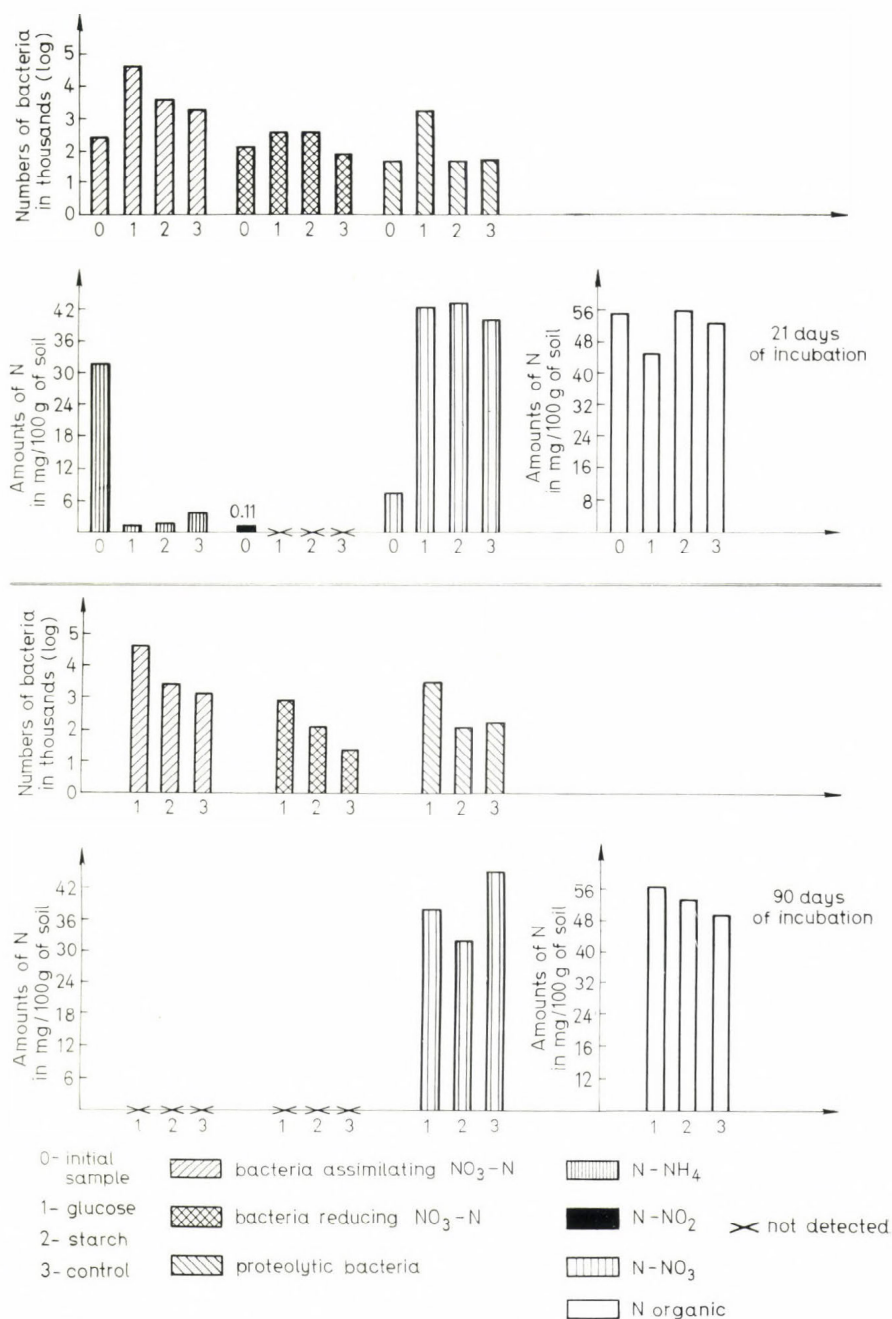 Numbers of bacteria
in thousands (log)
5
4
3
2
1
0
0 1 2 3 0 1 2 3 0 1 2 3
Amounts of N
in mg/100g of soil
42
36
30
24
18
12
6
0.11
0 1 2 3 0 1 2 3 0 1 2 3
Amounts of N
in mg/100g of soil
56
48
40
32
24
16
8
0 1 2 3
21 days
of incubation
Numbers of bacteria
in thousands (log)
5
4
3
2
1
0
1 2 3 1 2 3 1 2 3
Amounts of N
in mg/100g of soil
42
36
30
24
18
12
6
1 2 3 1 2 3 1 2 3
Amounts of N
in mg/100g of soil
56
48
40
32
24
16
12
1 2 3
90 days
of incubation
0- initial
sample
1- glucose
2- starch
3- control
bacteria assimilating NO3-N
bacteria reducing NO3-N
proteolytic bacteria
N-NH4
N-NO2
N-NO3
N organic
not detected